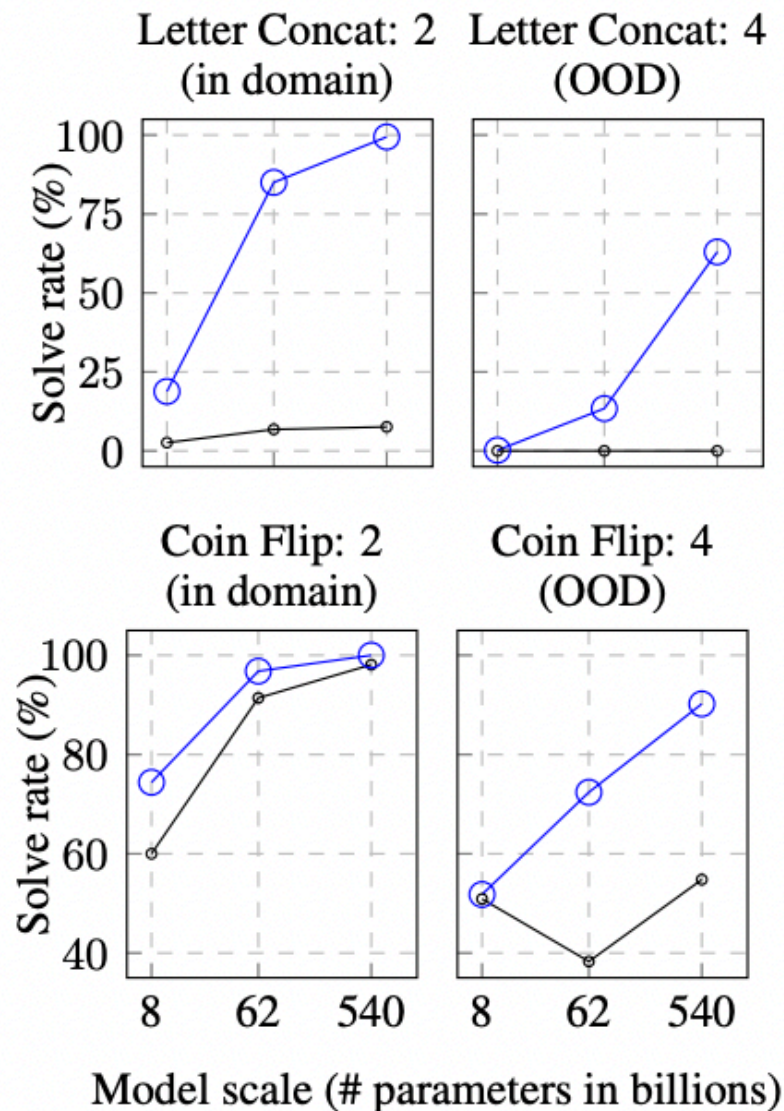 Letter Concat: 2
(in domain)
Letter Concat: 4
(OOD)
Solve rate (%)
100
75
50
25
0
Coin Flip: 2
(in domain)
Coin Flip: 4
(OOD)
Solve rate (%)
100
80
60
40
8 62 540
8 62 540
Model scale (# parameters in billions)